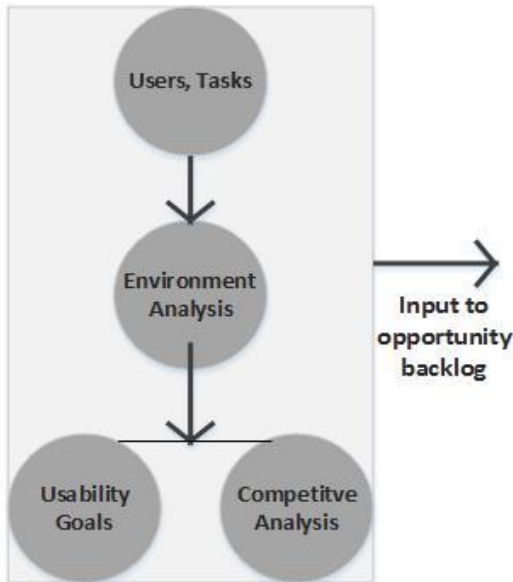 Users, Tasks
Environment
Analysis
Input to
opportunity
backlog
Usability
Goals
Competitve
Analysis